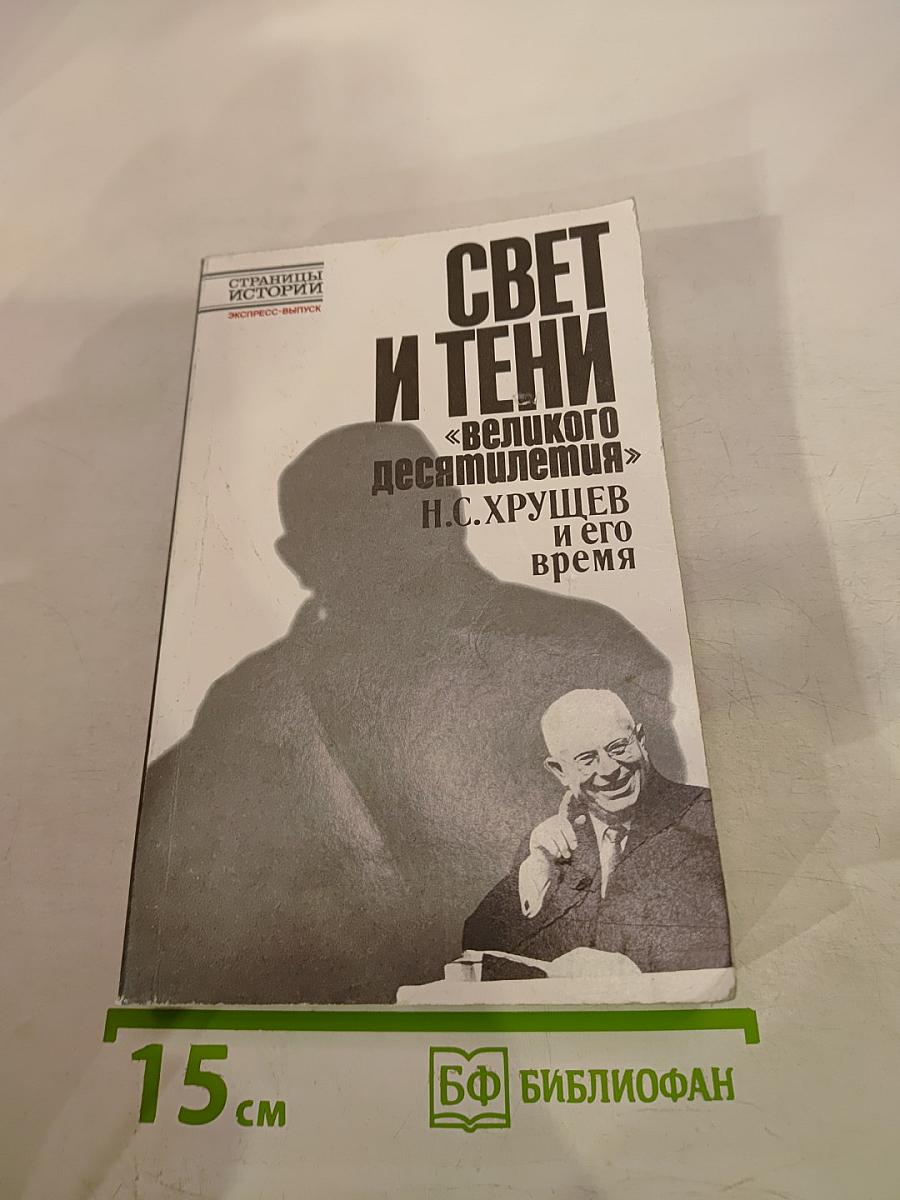 СТРАНИЦЫ
ИСТОРИИ
ЭКСПРЕСС-ВЫПУСК
СВЕТ
И ТЕНИ
«великого
десятилетия»
Н.С. ХРУЩЕВ
и его
время
15 см
БФ БИБЛИОФАН